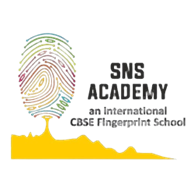 SNS
ACADEMY
an international
CBSE Fingerprint School